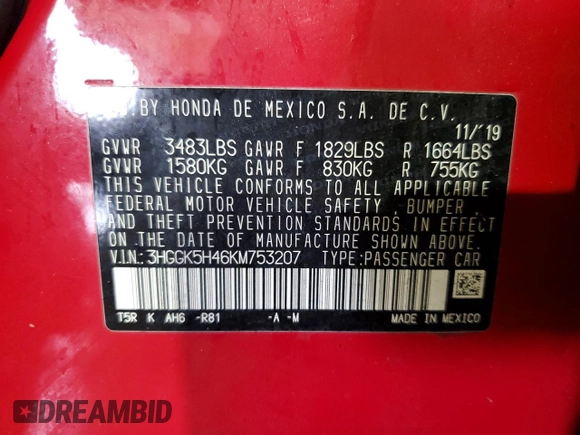 BY HONDA DE MEXICO S.A. DE C.V.
11/'19
GVWR 3483LBS GAWR F 1829LBS R 1664LBS
GVWR 1580KG GAWR F 830KG R 755KG
THIS VEHICLE CONFORMS TO ALL APPLICABLE
FEDERAL MOTOR VEHICLE SAFETY , BUMPER ,
AND THEFT PREVENTION STANDARDS IN EFFECT
ON THE DATE OF MANUFACTURE SHOWN ABOVE.
V.I.N.: 3HGGK5H46KM753207 TYPE: PASSENGER CAR
T5R K AH6 -R81 -A -M MADE IN MEXICO
DREAMBID